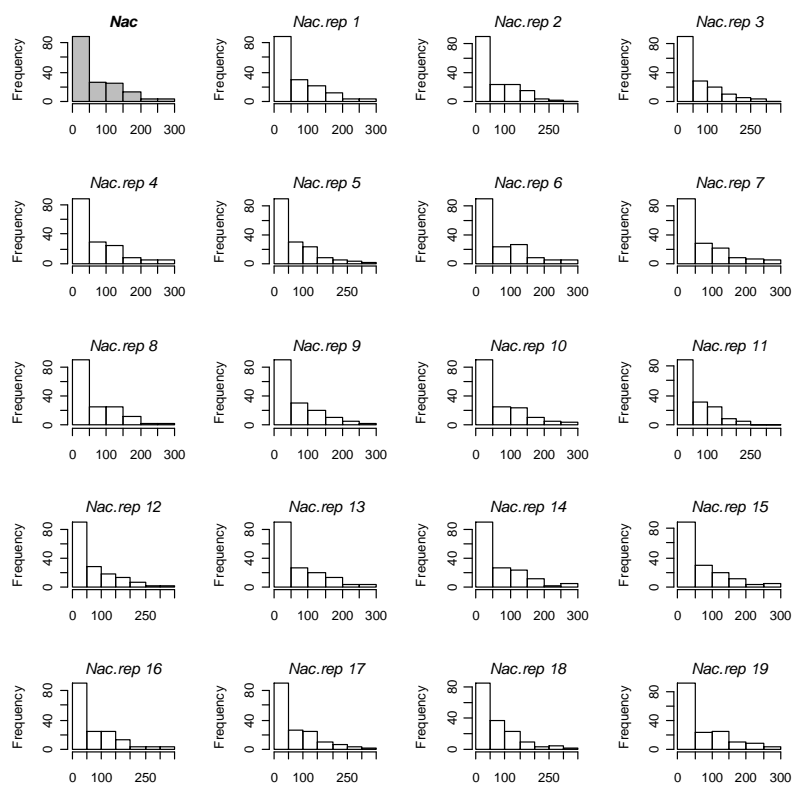 Nac
Frequency
0 40 80
0 100 200 300
Nac.rep 1
Frequency
0 40 80
0 100 200 300
Nac.rep 2
Frequency
0 40 80
0 100 250
Nac.rep 3
Frequency
0 40 80
0 100 250
Nac.rep 4
Frequency
0 40 80
0 100 200 300
Nac.rep 5
Frequency
0 40 80
0 100 250
Nac.rep 6
Frequency
0 40 80
0 100 200 300
Nac.rep 7
Frequency
0 40 80
0 100 200 300
Nac.rep 8
Frequency
0 40 80
0 100 200 300
Nac.rep 9
Frequency
0 40 80
0 100 200 300
Nac.rep 10
Frequency
0 40 80
0 100 200 300
Nac.rep 11
Frequency
0 40 80
0 100 200 300
Nac.rep 12
Frequency
0 40 80
0 100 250
Nac.rep 13
Frequency
0 40 80
0 100 200 300
Nac.rep 14
Frequency
0 40 80
0 100 200 300
Nac.rep 15
Frequency
0 40 80
0 100 200 300
Nac.rep 16
Frequency
0 40 80
0 100 250
Nac.rep 17
Frequency
0 40 80
0 100 250
Nac.rep 18
Frequency
0 40 80
0 100 250
Nac.rep 19
Frequency
0 40 80
0 100 200 300